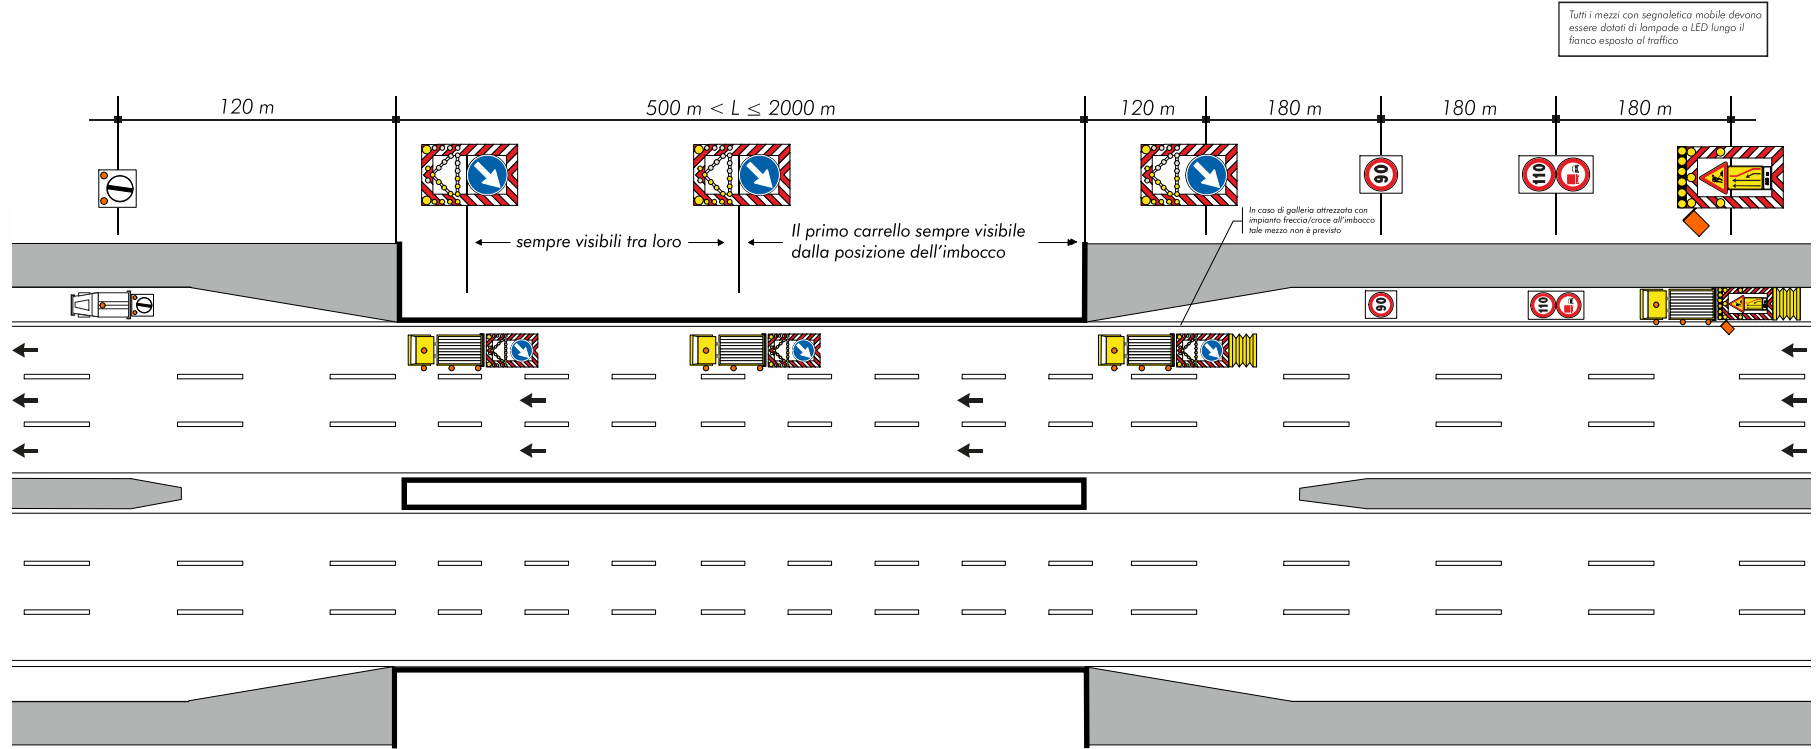 Tutti i mezzi con segnaletica mobile devono
essere dotati di lampade a LED lungo il
fianco esposto al traffico
120 m
500 m < L ≤ 2000 m
120 m
180 m
180 m
180 m
90
110
In caso di galleria attrezzata con
impianto freccia/croce all'imbocco
tale mezzo non è previsto
sempre visibili tra loro
Il primo carrello sempre visibile
dalla posizione dell'imbocco
90
110